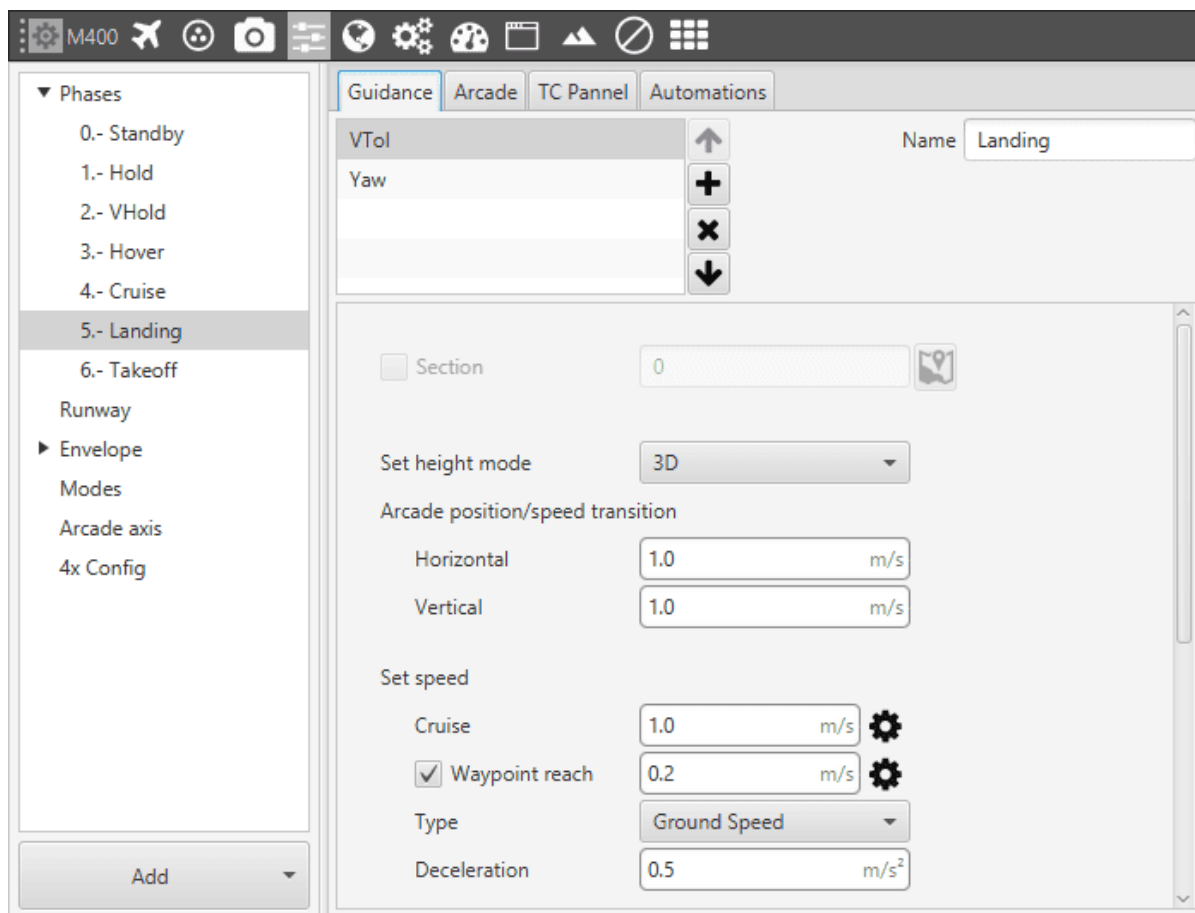 M400
Phases
0.- Standby
1.- Hold
2.- VHold
3.- Hover
4.- Cruise
5.- Landing
6.- Takeoff
Runway
Envelope
Modes
Arcade axis
4x Config
Add
Guidance
Arcade
TC Pannel
Automations
VTol
Yaw
Name Landing
Section 0
Set height mode 3D
Arcade position/speed transition
Horizontal 1.0 m/s
Vertical 1.0 m/s
Set speed
Cruise 1.0 m/s
Waypoint reach 0.2 m/s
Type Ground Speed
Deceleration 0.5 m/s²